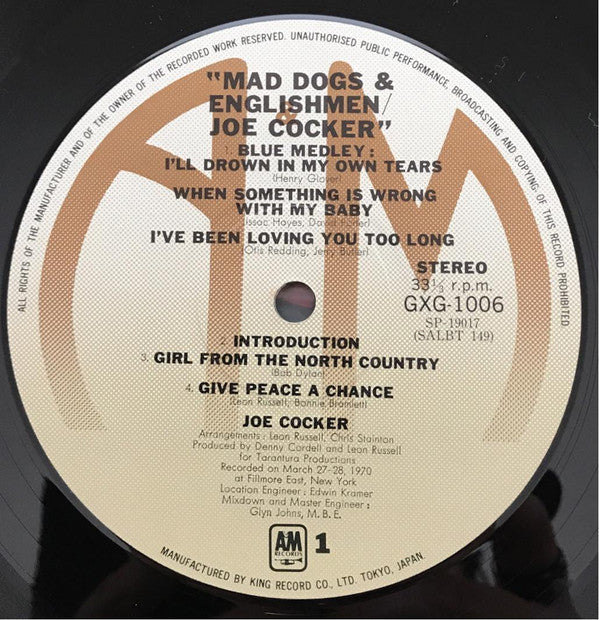 ALL RIGHTS OF THE MANUFACTURER AND OF THE OWNER OF THE RECORDED WORK RESERVED. UNAUTHORISED PUBLIC PERFORMANCE, BROADCASTING AND COPYING OF THIS RECORD PROHIBITED.
"MAD DOGS &
ENGLISHMEN/
JOE COCKER"
1. BLUE MEDLEY:
I'LL DROWN IN MY OWN TEARS
(Henry Glover)
WHEN SOMETHING IS WRONG
WITH MY BABY
(Issac Hayes, David Porter)
I'VE BEEN LOVING YOU TOO LONG
(Otis Redding, Jerry Butler)
STEREO
33⅓ r.p.m.
GXG-1006
SP-19017
(SALBT 149)
2. INTRODUCTION
3. GIRL FROM THE NORTH COUNTRY
(Bob Dylan)
4. GIVE PEACE A CHANCE
(Leon Russell, Bonnie Bramlett)
JOE COCKER
Arrangements: Leon Russell, Chris Stainton
Produced by Denny Cordell and Leon Russell
for Tarantura Productions
Recorded on March 27-28, 1970
at Fillmore East, New York
Location Engineer: Edwin Kramer
Mixdown and Master Engineer:
Glyn Johns, M.B.E.
A&M
RECORDS
1
MANUFACTURED BY KING RECORD CO., LTD. TOKYO, JAPAN.